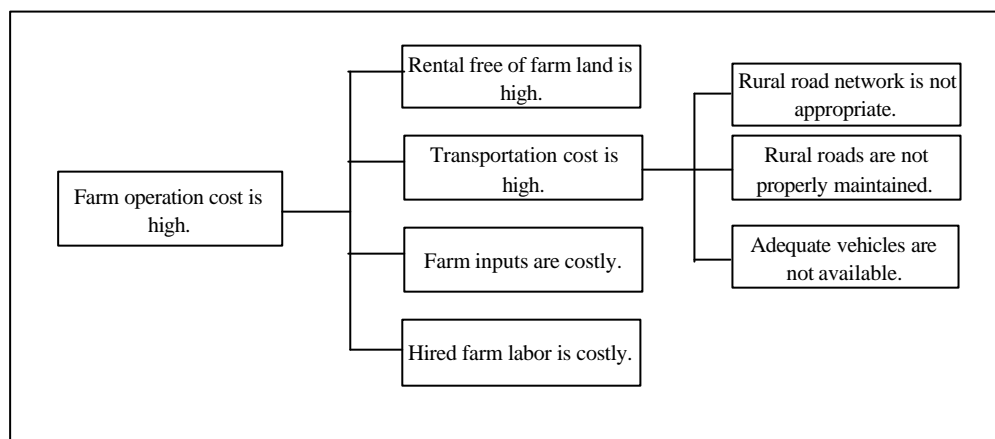 Farm operation cost is
high.
Rental free of farm land is
high.
Transportation cost is
high.
Farm inputs are costly.
Hired farm labor is costly.
Rural road network is not
appropriate.
Rural roads are not
properly maintained.
Adequate vehicles are
not available.